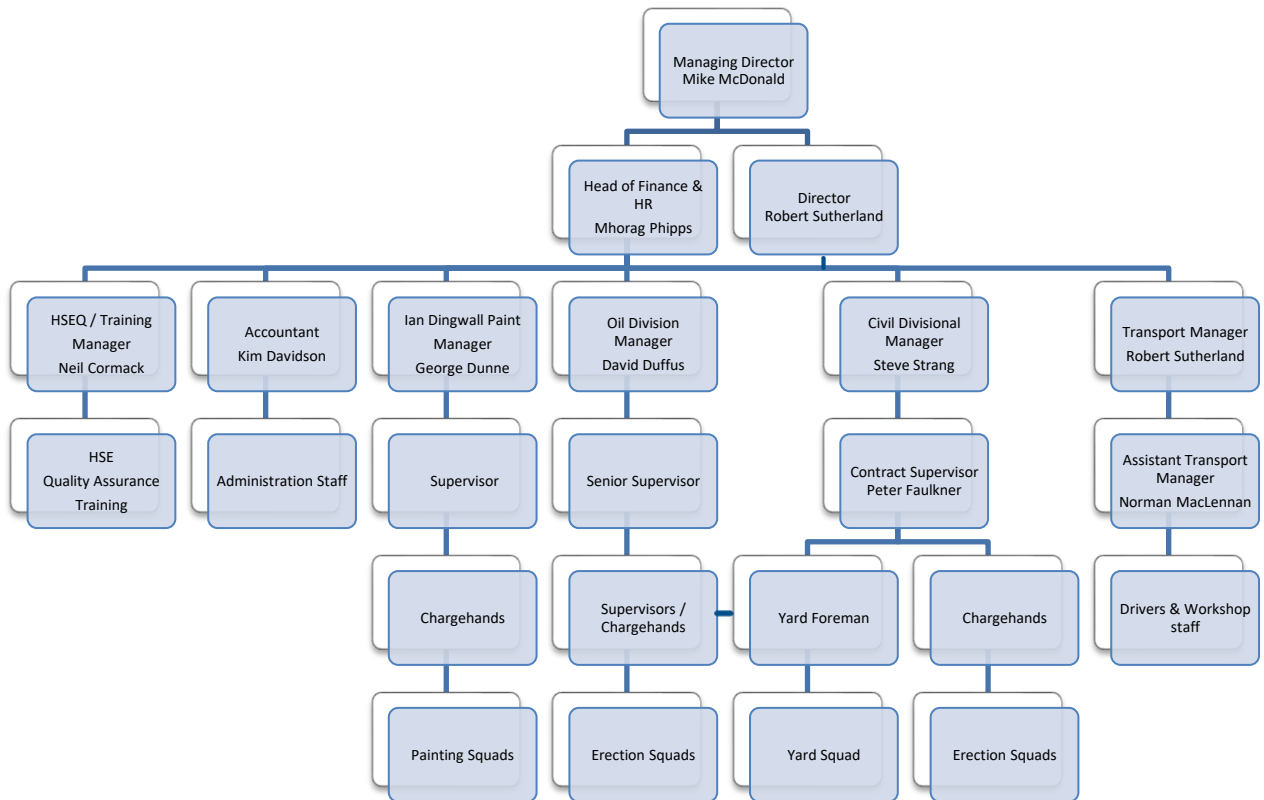 Managing Director
Mike McDonald
Head of Finance &
HR
Mhorag Phipps
Director
Robert Sutherland
HSEQ / Training
Manager
Neil Cormack
Accountant
Kim Davidson
Ian Dingwall Paint
Manager
George Dunne
Oil Division
Manager
David Duffus
Civil Divisional
Manager
Steve Strang
Transport Manager
Robert Sutherland
HSE
Quality Assurance
Training
Administration Staff
Supervisor
Senior Supervisor
Contract Supervisor
Peter Faulkner
Assistant Transport
Manager
Norman MacLennan
Chargehands
Supervisors /
Chargehands
Yard Foreman
Chargehands
Drivers & Workshop
staff
Painting Squads
Erection Squads
Yard Squad
Erection Squads